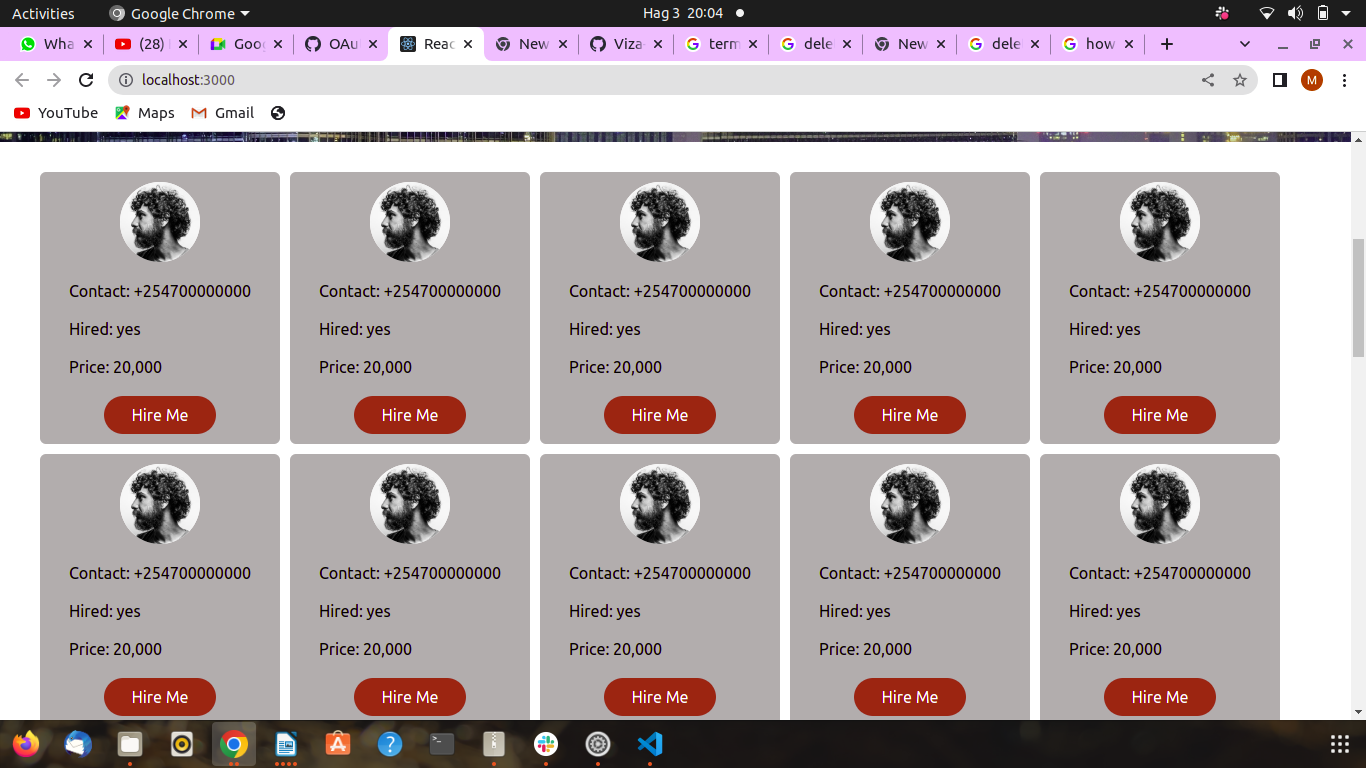 Activities Google Chrome Hag 3 20:04
Wha (28) Goog OAu Reac New Viza- term dele New dele how
localhost:3000
YouTube Maps Gmail
Contact: +254700000000 Contact: +254700000000 Contact: +254700000000 Contact: +254700000000 Contact: +254700000000
Hired: yes Hired: yes Hired: yes Hired: yes Hired: yes
Price: 20,000 Price: 20,000 Price: 20,000 Price: 20,000 Price: 20,000
Hire Me Hire Me Hire Me Hire Me Hire Me
Contact: +254700000000 Contact: +254700000000 Contact: +254700000000 Contact: +254700000000 Contact: +254700000000
Hired: yes Hired: yes Hired: yes Hired: yes Hired: yes
Price: 20,000 Price: 20,000 Price: 20,000 Price: 20,000 Price: 20,000
Hire Me Hire Me Hire Me Hire Me Hire Me